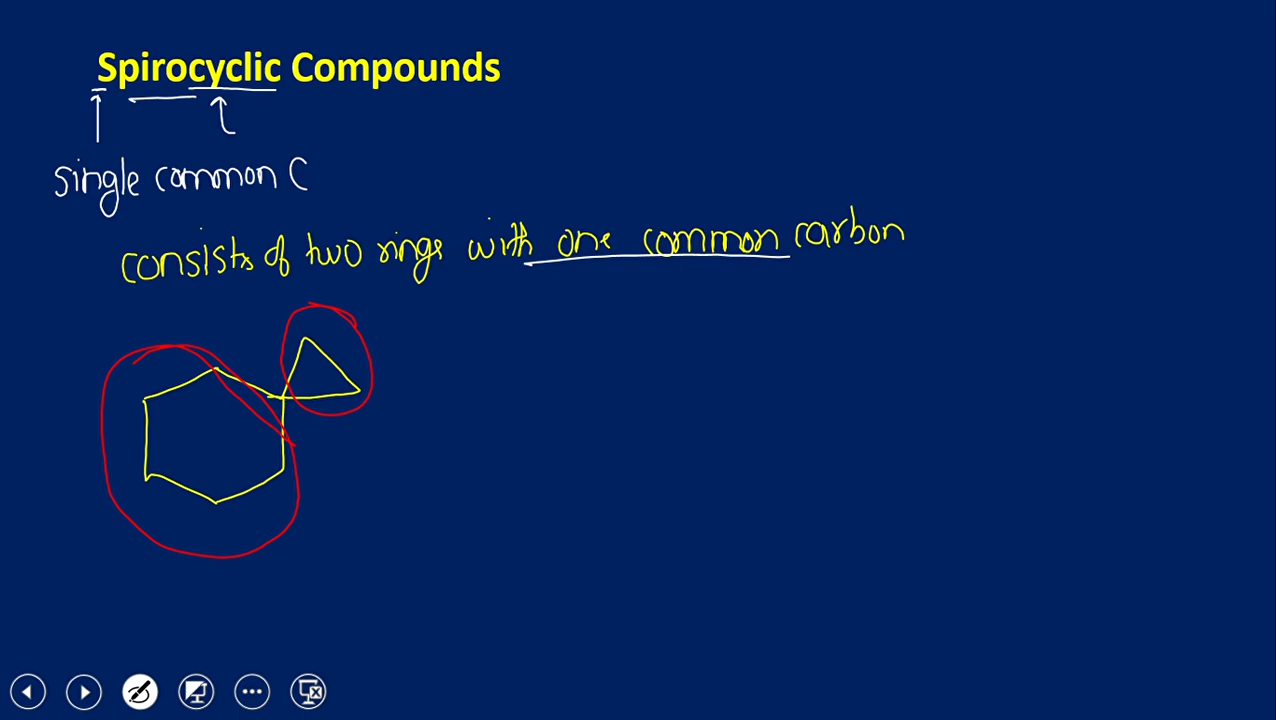 Spirocyclic Compounds
single common C
consists of two rings with one common carbon